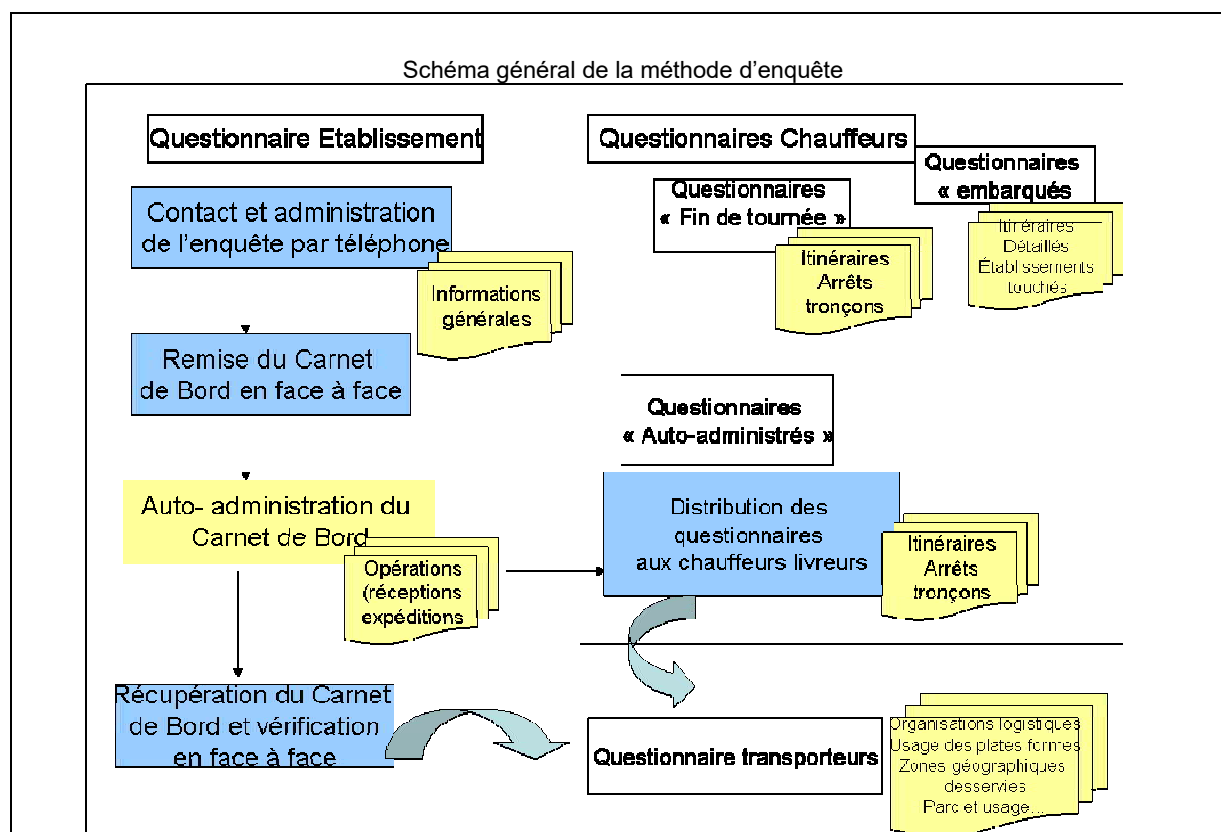 Schéma général de la méthode d'enquête
Questionnaire Etablissement
Contact et administration
de l'enquête par téléphone
Informations
générales
Remise du Carnet
de Bord en face à face
Auto- administration du
Carnet de Bord
Opérations
(réceptions
expéditions
Récupération du Carnet
de Bord et vérification
en face à face
Questionnaires Chauffeurs
Questionnaires
« Fin de tournée »
Itinéraires
Arrêts
tronçons
Questionnaires
« embarqués
Itinéraires
Détaillés
Établissements
touchés
Questionnaires
« Auto-administrés »
Distribution des
questionnaires
aux chauffeurs livreurs
Itinéraires
Arrêts
tronçons
Questionnaire transporteurs
Organisations logistiques
Usage des plates formes
Zones géographiques
desservies
Parc et usage...